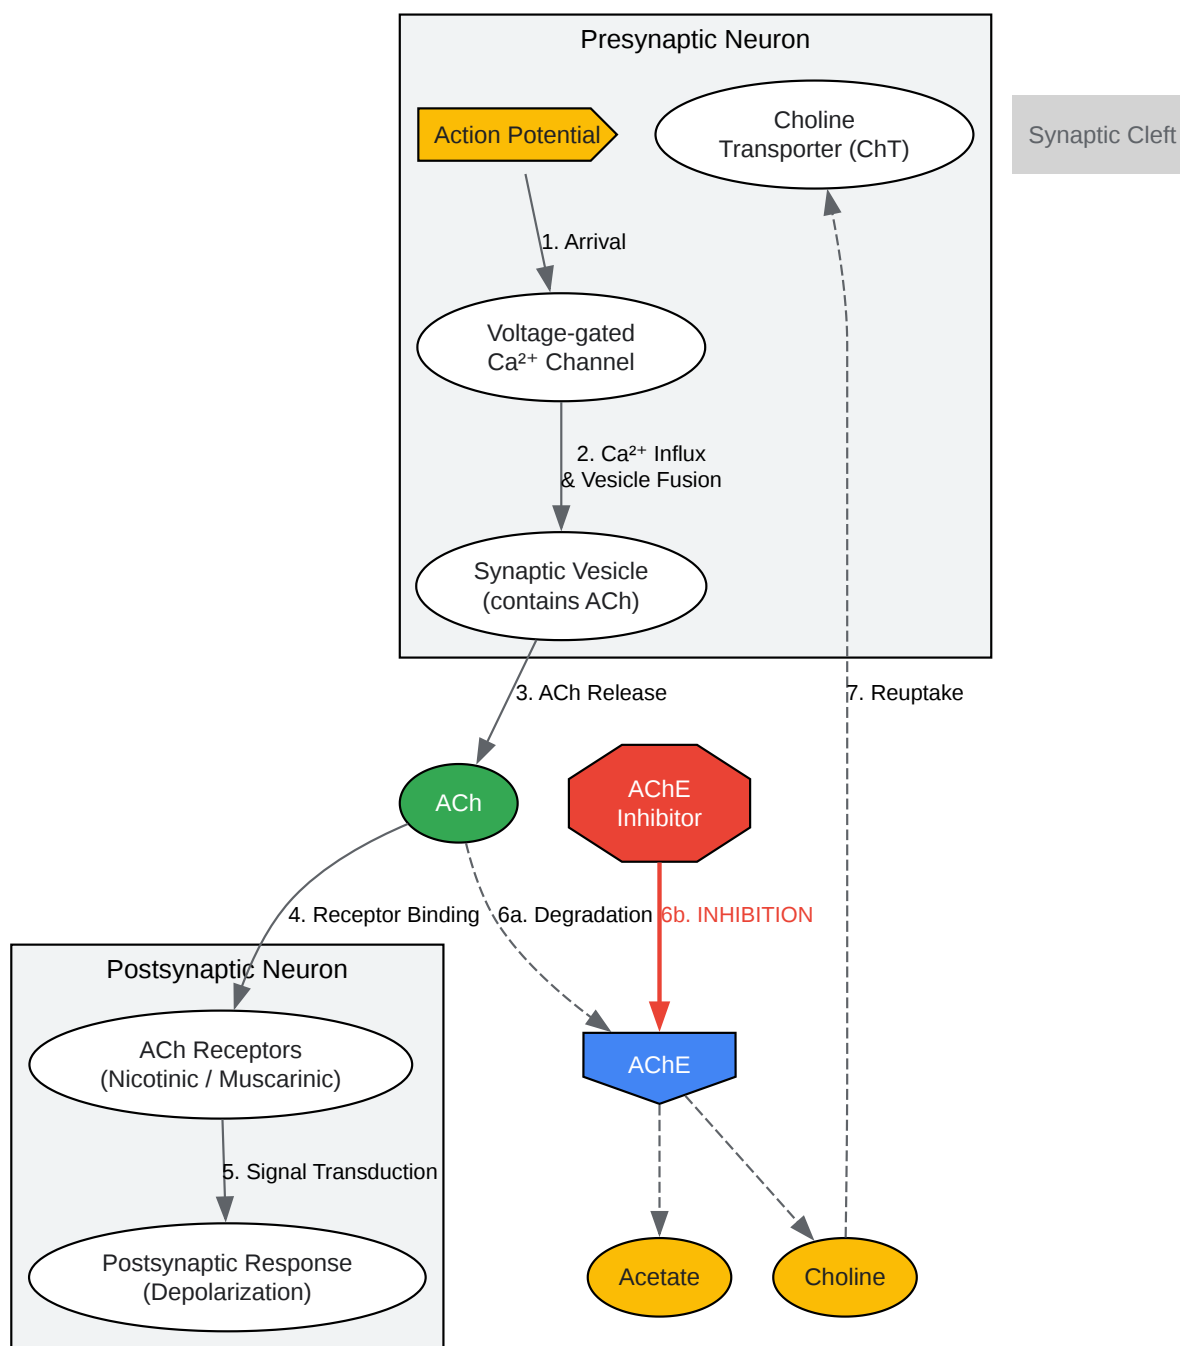 Presynaptic Neuron
Action Potential
Choline
Transporter (ChT)
Synaptic Cleft
1. Arrival
Voltage-gated
Ca²⁺ Channel
2. Ca²⁺ Influx
& Vesicle Fusion
Synaptic Vesicle
(contains ACh)
3. ACh Release
7. Reuptake
ACh
AChE
Inhibitor
4. Receptor Binding
6a. Degradation
6b. INHIBITION
Postsynaptic Neuron
ACh Receptors
(Nicotinic / Muscarinic)
AChE
5. Signal Transduction
Postsynaptic Response
(Depolarization)
Acetate
Choline